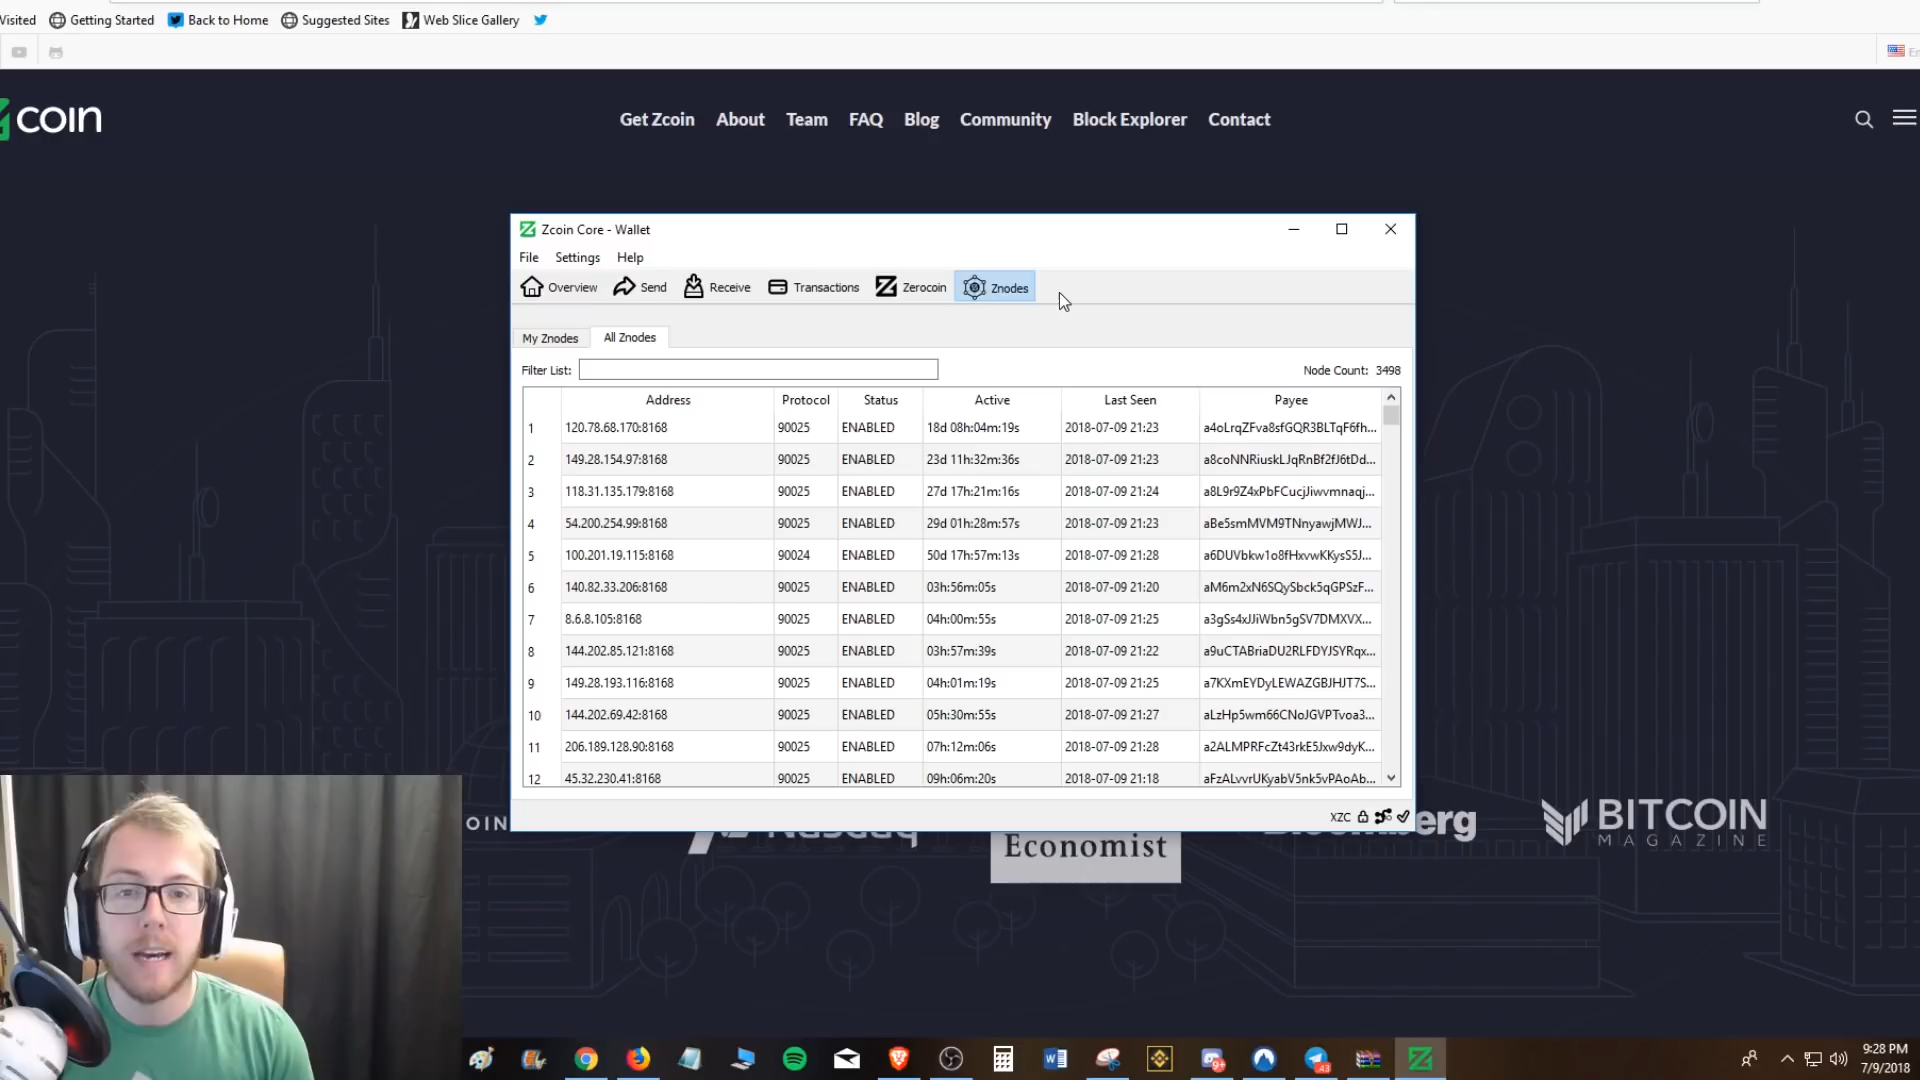 Visited Getting Started Back to Home Suggested Sites Web Slice Gallery
coin Get Zcoin About Team FAQ Blog Community Block Explorer Contact
Zcoin Core - Wallet
File Settings Help
Overview Send Receive Transactions Zerocoin Znodes
My Znodes All Znodes
Filter List: Node Count: 3498
Address Protocol Status Active Last Seen Payee
1 120.78.68.170:8168 90025 ENABLED 18d 08h:04m:19s 2018-07-09 21:23 a4oLrqZFva8sfGQR3BLTqF6fh...
2 149.28.154.97:8168 90025 ENABLED 23d 11h:32m:36s 2018-07-09 21:23 a8coNNRiuskLJqRnBf2fJ6tDd...
3 118.31.135.179:8168 90025 ENABLED 27d 17h:21m:16s 2018-07-09 21:24 a8L9r9Z4xPbFCucjJiwvmnaqj...
4 54.200.254.99:8168 90025 ENABLED 29d 01h:28m:57s 2018-07-09 21:23 aBe5smMVM9TNnyawjMWJ...
5 100.201.19.115:8168 90024 ENABLED 50d 17h:57m:13s 2018-07-09 21:28 a6DUVbkw1o8fHxvwKKysS5J...
6 140.82.33.206:8168 90025 ENABLED 03h:56m:05s 2018-07-09 21:20 aM6m2xN6SQySbck5qGPSzF...
7 8.6.8.105:8168 90025 ENABLED 04h:00m:55s 2018-07-09 21:25 a3gSs4xJJiWbn5gSV7DMXVX...
8 144.202.85.121:8168 90025 ENABLED 03h:57m:39s 2018-07-09 21:22 a9uCTABriaDU2RLFDYJSYRqx...
9 149.28.193.116:8168 90025 ENABLED 04h:01m:19s 2018-07-09 21:25 a7KXmEYDyLEWAZGBJHJT7S...
10 144.202.69.42:8168 90025 ENABLED 05h:30m:55s 2018-07-09 21:27 aLzHp5wm66CNoJGVPTvoa3...
11 206.189.128.90:8168 90025 ENABLED 07h:12m:06s 2018-07-09 21:28 a2ALMPRFcZt43rkE5Jxw9dyK...
12 45.32.230.41:8168 90025 ENABLED 09h:06m:20s 2018-07-09 21:18 aFzALvvrUKyabV5nk5vPAoAb...
XZC
OIN Nasdaq Economist Bloomberg BITCOIN
MAGAZINE
9:28 PM
7/9/2018